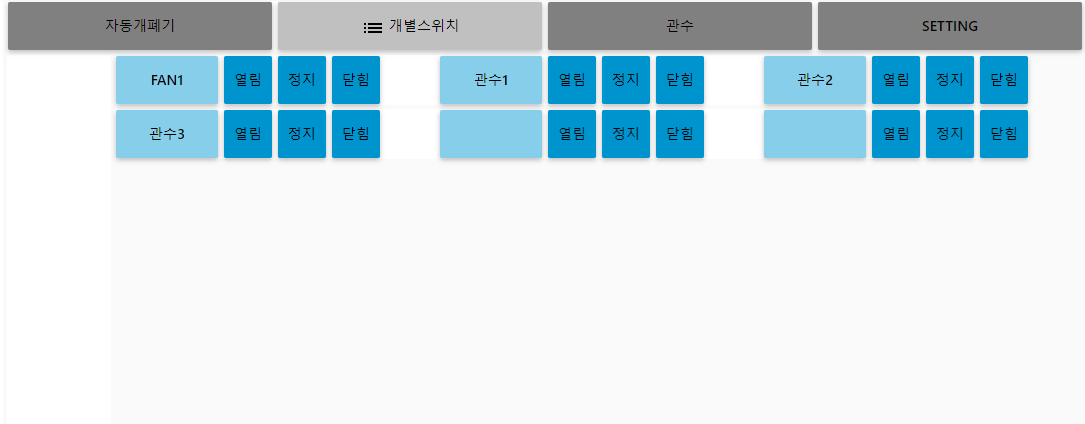 자동개폐기 개별스위치 관수 SETTING
FAN1 열림 정지 닫힘 관수1 열림 정지 닫힘 관수2 열림 정지 닫힘
관수3 열림 정지 닫힘 열림 정지 닫힘 열림 정지 닫힘